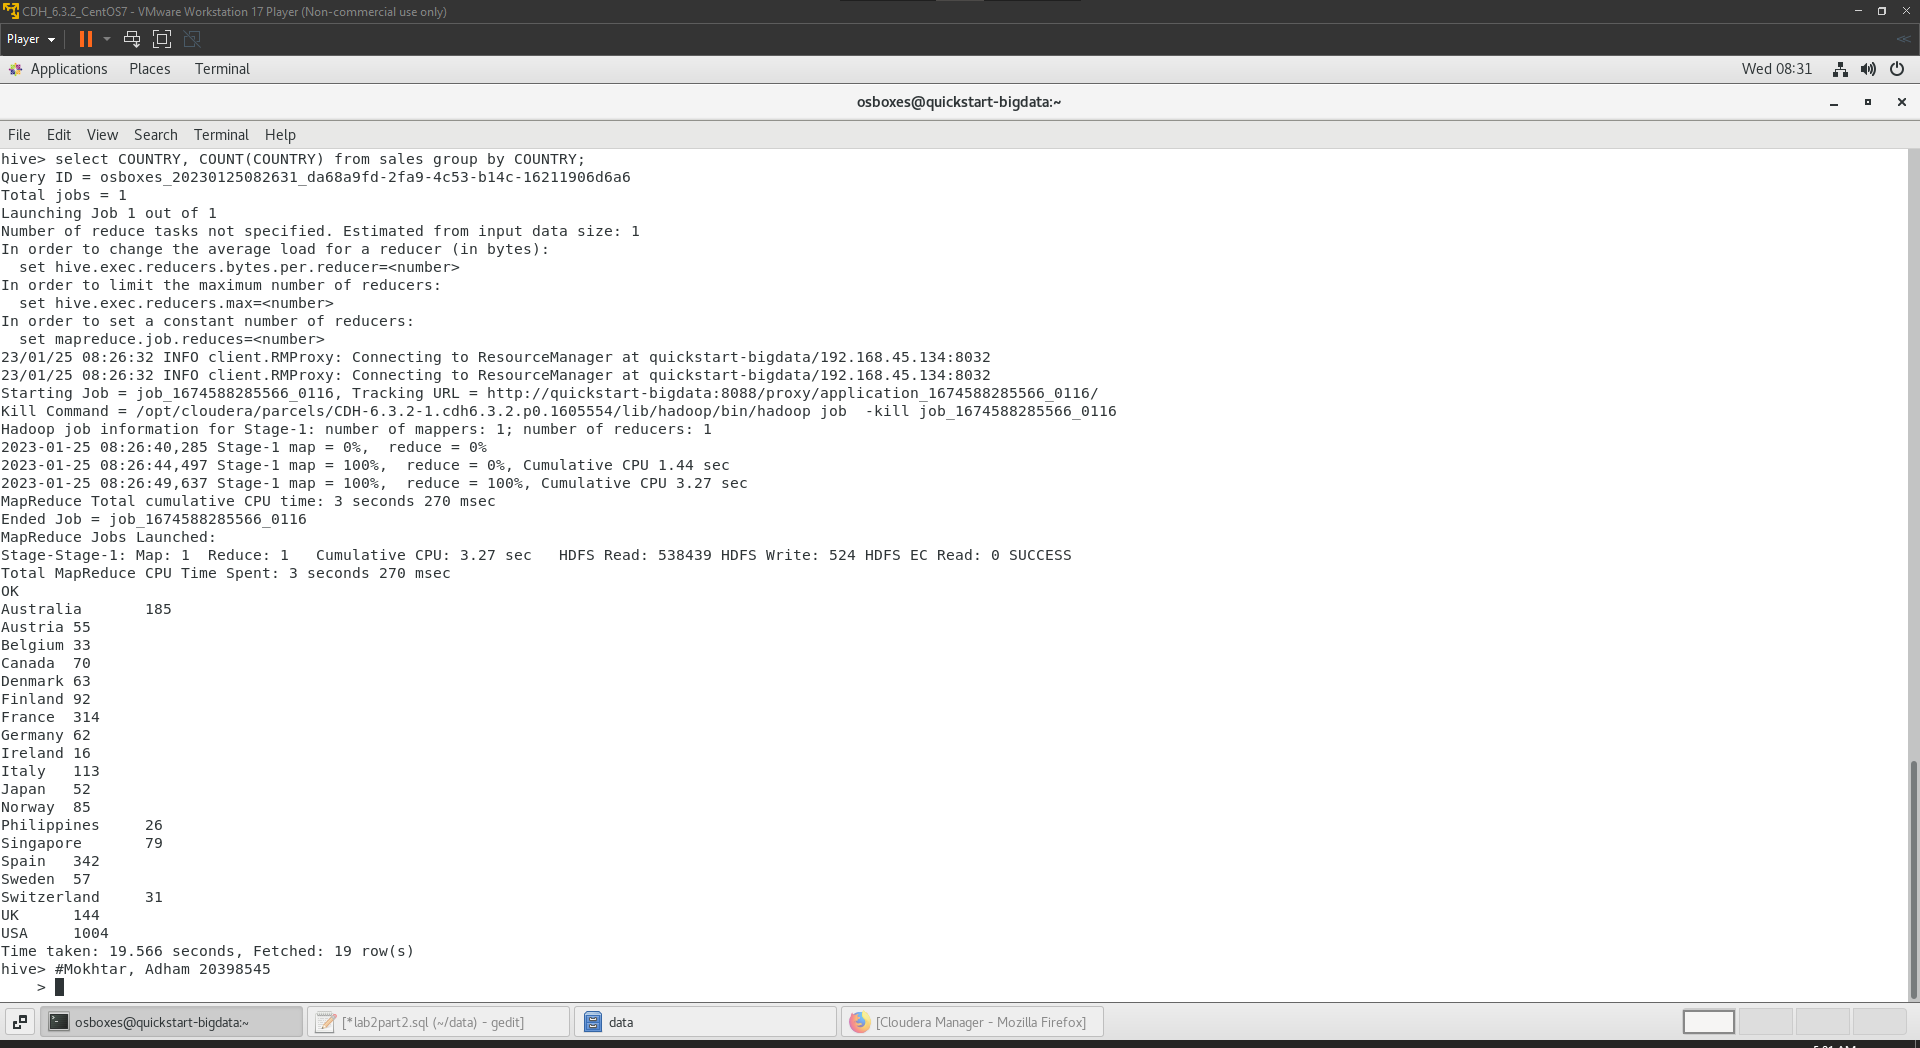 CDH_6.3.2_CentOS7 - VMware Workstation 17 Player (Non-commercial use only)
Player
Applications Places Terminal Wed 08:31
osboxes@quickstart-bigdata:~
File Edit View Search Terminal Help
hive> select COUNTRY, COUNT(COUNTRY) from sales group by COUNTRY;
Query ID = osboxes_20230125082631_da68a9fd-2fa9-4c53-b14c-16211906d6a6
Total jobs = 1
Launching Job 1 out of 1
Number of reduce tasks not specified. Estimated from input data size: 1
In order to change the average load for a reducer (in bytes):
  set hive.exec.reducers.bytes.per.reducer=<number>
In order to limit the maximum number of reducers:
  set hive.exec.reducers.max=<number>
In order to set a constant number of reducers:
  set mapreduce.job.reduces=<number>
23/01/25 08:26:32 INFO client.RMProxy: Connecting to ResourceManager at quickstart-bigdata/192.168.45.134:8032
23/01/25 08:26:32 INFO client.RMProxy: Connecting to ResourceManager at quickstart-bigdata/192.168.45.134:8032
Starting Job = job_1674588285566_0116, Tracking URL = http://quickstart-bigdata:8088/proxy/application_1674588285566_0116/
Kill Command = /opt/cloudera/parcels/CDH-6.3.2-1.cdh6.3.2.p0.1605554/lib/hadoop/bin/hadoop job  -kill job_1674588285566_0116
Hadoop job information for Stage-1: number of mappers: 1; number of reducers: 1
2023-01-25 08:26:40,285 Stage-1 map = 0%,  reduce = 0%
2023-01-25 08:26:44,497 Stage-1 map = 100%,  reduce = 0%, Cumulative CPU 1.44 sec
2023-01-25 08:26:49,637 Stage-1 map = 100%,  reduce = 100%, Cumulative CPU 3.27 sec
MapReduce Total cumulative CPU time: 3 seconds 270 msec
Ended Job = job_1674588285566_0116
MapReduce Jobs Launched:
Stage-Stage-1: Map: 1  Reduce: 1   Cumulative CPU: 3.27 sec   HDFS Read: 538439 HDFS Write: 524 HDFS EC Read: 0 SUCCESS
Total MapReduce CPU Time Spent: 3 seconds 270 msec
OK
Australia 185
Austria 55
Belgium 33
Canada 70
Denmark 63
Finland 92
France 314
Germany 62
Ireland 16
Italy 113
Japan 52
Norway 85
Philippines 26
Singapore 79
Spain 342
Sweden 57
Switzerland 31
UK 144
USA 1004
Time taken: 19.566 seconds, Fetched: 19 row(s)
hive> #Mokhtar, Adham 20398545
    >
osboxes@quickstart-bigdata:~ [*lab2part2.sql (~/data) - gedit] data [Cloudera Manager - Mozilla Firefox]